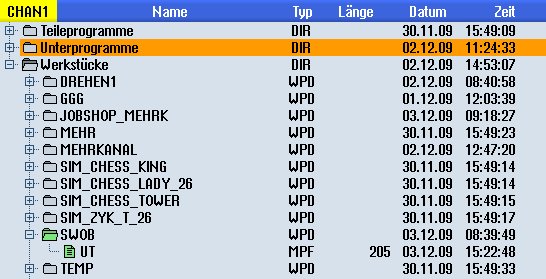 CHAN1 Name Typ Länge Datum Zeit
Teileprogramme DIR 30.11.09 15:49:09
Unterprogramme DIR 02.12.09 11:24:33
Werkstücke DIR 02.12.09 14:53:07
DREHEN1 WPD 02.12.09 08:40:58
GGG WPD 01.12.09 12:03:39
JOBSHOP_MEHRK WPD 03.12.09 09:18:27
MEHR WPD 30.11.09 15:49:23
MEHRKANAL WPD 02.12.09 12:47:20
SIM_CHESS_KING WPD 30.11.09 15:49:14
SIM_CHESS_LADY_26 WPD 30.11.09 15:49:14
SIM_CHESS_TOWER WPD 30.11.09 15:49:15
SIM_ZYK_T_26 WPD 30.11.09 15:49:17
SWOB WPD 03.12.09 08:39:49
UT MPF 205 03.12.09 15:22:48
TEMP WPD 30.11.09 15:49:33